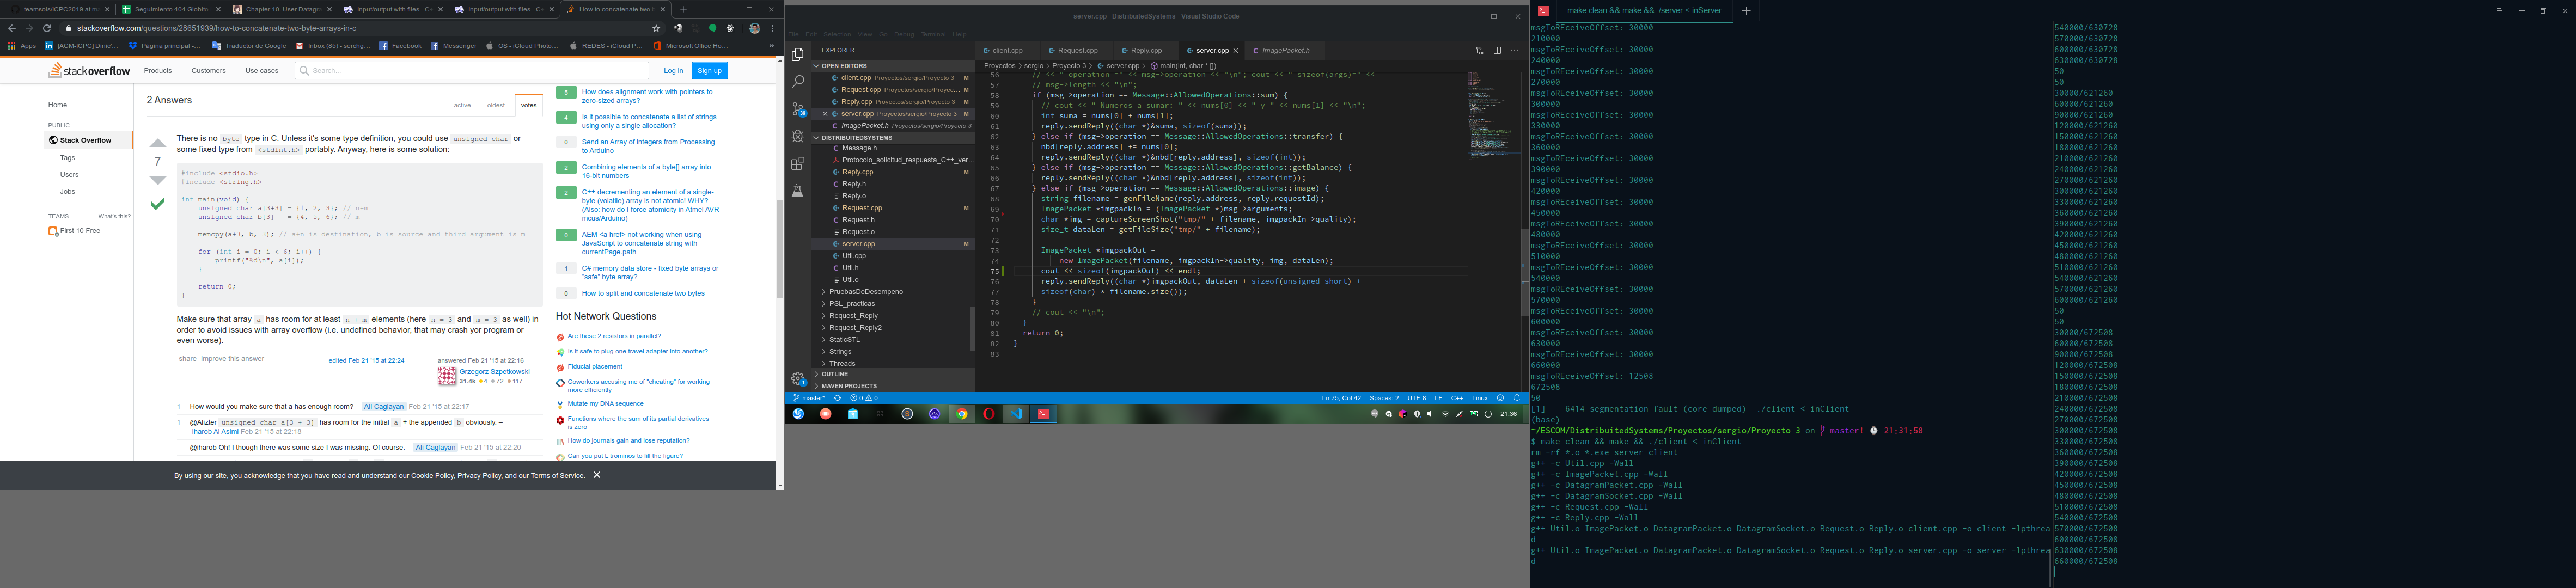 teamsols/ICPC2019 at m
Seguimiento 404 Globito
Chapter 10. User Datagr
Input/output with files - C
Input/output with files - C
How to concatenate two b
stackoverflow.com/questions/28651939/how-to-concatenate-two-byte-arrays-in-c
Apps
[ACM-ICPC] Dinic'...
Página principal -...
Traductor de Google
Inbox (85) - serchg...
Facebook
Messenger
OS - iCloud Photo...
REDES - iCloud P...
Microsoft Office Ho...
stackoverflow
Products
Customers
Use cases
Search...
Log in
Sign up
Home
PUBLIC
Stack Overflow
Tags
Users
Jobs
TEAMS
What's this?
First 10 Free
2 Answers
active
oldest
votes
7
There is no byte type in C. Unless it's some type definition, you could use unsigned char or
some fixed type from <stdint.h> portably. Anyway, here is some solution:
#include <stdio.h>
#include <string.h>
int main(void) {
unsigned char a[3+3] = {1, 2, 3}; // n+m
unsigned char b[3] = {4, 5, 6}; // m
memcpy(a+3, b, 3); // a+n is destination, b is source and third argument is m
for (int i = 0; i < 6; i++) {
printf("%d\n", a[i]);
}
return 0;
}
Make sure that array a has room for at least n + m elements (here n = 3 and m = 3 as well) in
order to avoid issues with array overflow (i.e. undefined behavior, that may crash yor program or
even worse).
share improve this answer
edited Feb 21 '15 at 22:24
answered Feb 21 '15 at 22:16
Grzegorz Szpetkowski
31.4k 4 72 117
1 How would you make sure that a has enough room? – Ali Caglayan Feb 21 '15 at 22:17
1 @Alizter unsigned char a[3 + 3] has room for the initial a + the appended b obviously. –
Iharob Al Asimi Feb 21 '15 at 22:18
@Iharob Oh! I though there was some size I was missing. Of course. – Ali Caglayan Feb 21 '15 at 22:20
5 How does alignment work with pointers to
zero-sized arrays?
4 Is it possible to concatenate a list of strings
using only a single allocation?
0 Send an Array of integers from Processing
to Arduino
2 Combining elements of a byte[] array into
16-bit numbers
2 C++ decrementing an element of a single-
byte (volatile) array is not atomic! WHY?
(Also: how do I force atomicity in Atmel AVR
mcus/Arduino)
0 AEM <a href> not working when using
JavaScript to concatenate string with
currentPage.path
1 C# memory data store - fixed byte arrays or
"safe" byte array?
0 How to split and concatenate two bytes
Hot Network Questions
Are these 2 resistors in parallel?
Is it safe to plug one travel adapter into another?
Fiducial placement
Coworkers accusing me of "cheating" for working
more efficiently
Mutate my DNA sequence
Functions where the sum of its partial derivatives
is zero
How do journals gain and lose reputation?
Can you put L trominos to fill the figure?
By using our site, you acknowledge that you have read and understand our Cookie Policy, Privacy Policy, and our Terms of Service.
server.cpp - DistribuitedSystems - Visual Studio Code
File Edit Selection View Go Debug Terminal Help
EXPLORER
OPEN EDITORS
client.cpp Proyectos/sergio/Proyecto 3 M
Request.cpp Proyectos/sergio/Proyec... M
Reply.cpp Proyectos/sergio/Proyecto 3 M
server.cpp Proyectos/sergio/Proyecto 3 M
ImagePacket.h Proyectos/sergio/Proyecto 3
DISTRIBUITEDSYSTEMS
Message.h
Protocolo_solicitud_respuesta_C++_ver...
Reply.cpp M
Reply.h
Reply.o
Request.cpp M
Request.h
Request.o
server.cpp M
Util.cpp
Util.h
Util.o
PruebasDeDesempeno
PSL_practicas
Request_Reply
Request_Reply2
StaticSTL
Strings
Threads
OUTLINE
MAVEN PROJECTS
client.cpp
Request.cpp
Reply.cpp
server.cpp
ImagePacket.h
Proyectos > sergio > Proyecto 3 > server.cpp > main(int, char * [])
56 // << " operation =" << msg->operation << "\n"; cout << " sizeof(args)=" <<
57 // msg->length << "\n";
58 if (msg->operation == Message::AllowedOperations::sum) {
59 // cout << " Numeros a sumar: " << nums[0] << " y " << nums[1] << "\n";
60 int suma = nums[0] + nums[1];
61 reply.sendReply((char *)&suma, sizeof(suma));
62 } else if (msg->operation == Message::AllowedOperations::transfer) {
63 nbd[reply.address] += nums[0];
64 reply.sendReply((char *)&nbd[reply.address], sizeof(int));
65 } else if (msg->operation == Message::AllowedOperations::getBalance) {
66 reply.sendReply((char *)&nbd[reply.address], sizeof(int));
67 } else if (msg->operation == Message::AllowedOperations::image) {
68 string filename = genFileName(reply.address, reply.requestId);
69 ImagePacket *imgpackIn = (ImagePacket *)msg->arguments;
70 char *img = captureScreenShot("tmp/" + filename, imgpackIn->quality);
71 size_t dataLen = getFileSize("tmp/" + filename);
72
73 ImagePacket *imgpackOut =
74 new ImagePacket(filename, imgpackIn->quality, img, dataLen);
75 cout << sizeof(imgpackOut) << endl;
76 reply.sendReply((char *)imgpackOut, dataLen + sizeof(unsigned short) +
77 sizeof(char) * filename.size());
78 }
79 // cout << "\n";
80 }
81 return 0;
82 }
83
master*
0 0
Ln 75, Col 42
Spaces: 2
UTF-8
LF
C++
Linux
21:36
make clean && make && ./server < inServer
msgToREceiveOffset: 30000
210000
msgToREceiveOffset: 30000
240000
msgToREceiveOffset: 30000
270000
msgToREceiveOffset: 30000
300000
msgToREceiveOffset: 30000
330000
msgToREceiveOffset: 30000
360000
msgToREceiveOffset: 30000
390000
msgToREceiveOffset: 30000
420000
msgToREceiveOffset: 30000
450000
msgToREceiveOffset: 30000
480000
msgToREceiveOffset: 30000
510000
msgToREceiveOffset: 30000
540000
msgToREceiveOffset: 30000
570000
msgToREceiveOffset: 30000
600000
msgToREceiveOffset: 30000
630000
msgToREceiveOffset: 30000
660000
msgToREceiveOffset: 12508
672508
50
[1] 6414 segmentation fault (core dumped) ./client < inClient
(base)
~/ESCOM/DistribuitedSystems/Proyectos/sergio/Proyecto 3 on master! 21:31:58
$ make clean && make && ./client < inClient
rm -rf *.o *.exe server client
g++ -c Util.cpp -Wall
g++ -c ImagePacket.cpp -Wall
g++ -c DatagramPacket.cpp -Wall
g++ -c DatagramSocket.cpp -Wall
g++ -c Request.cpp -Wall
g++ -c Reply.cpp -Wall
g++ Util.o ImagePacket.o DatagramPacket.o DatagramSocket.o Request.o Reply.o client.cpp -o client -lpthrea
d
g++ Util.o ImagePacket.o DatagramPacket.o DatagramSocket.o Request.o Reply.o server.cpp -o server -lpthrea
d
540000/630728
570000/630728
600000/630728
630000/630728
50
50
30000/621260
60000/621260
90000/621260
120000/621260
150000/621260
180000/621260
210000/621260
240000/621260
270000/621260
300000/621260
330000/621260
360000/621260
390000/621260
420000/621260
450000/621260
480000/621260
510000/621260
540000/621260
570000/621260
600000/621260
50
50
30000/672508
60000/672508
90000/672508
120000/672508
150000/672508
180000/672508
210000/672508
240000/672508
270000/672508
300000/672508
330000/672508
360000/672508
390000/672508
420000/672508
450000/672508
480000/672508
510000/672508
540000/672508
570000/672508
600000/672508
630000/672508
660000/672508